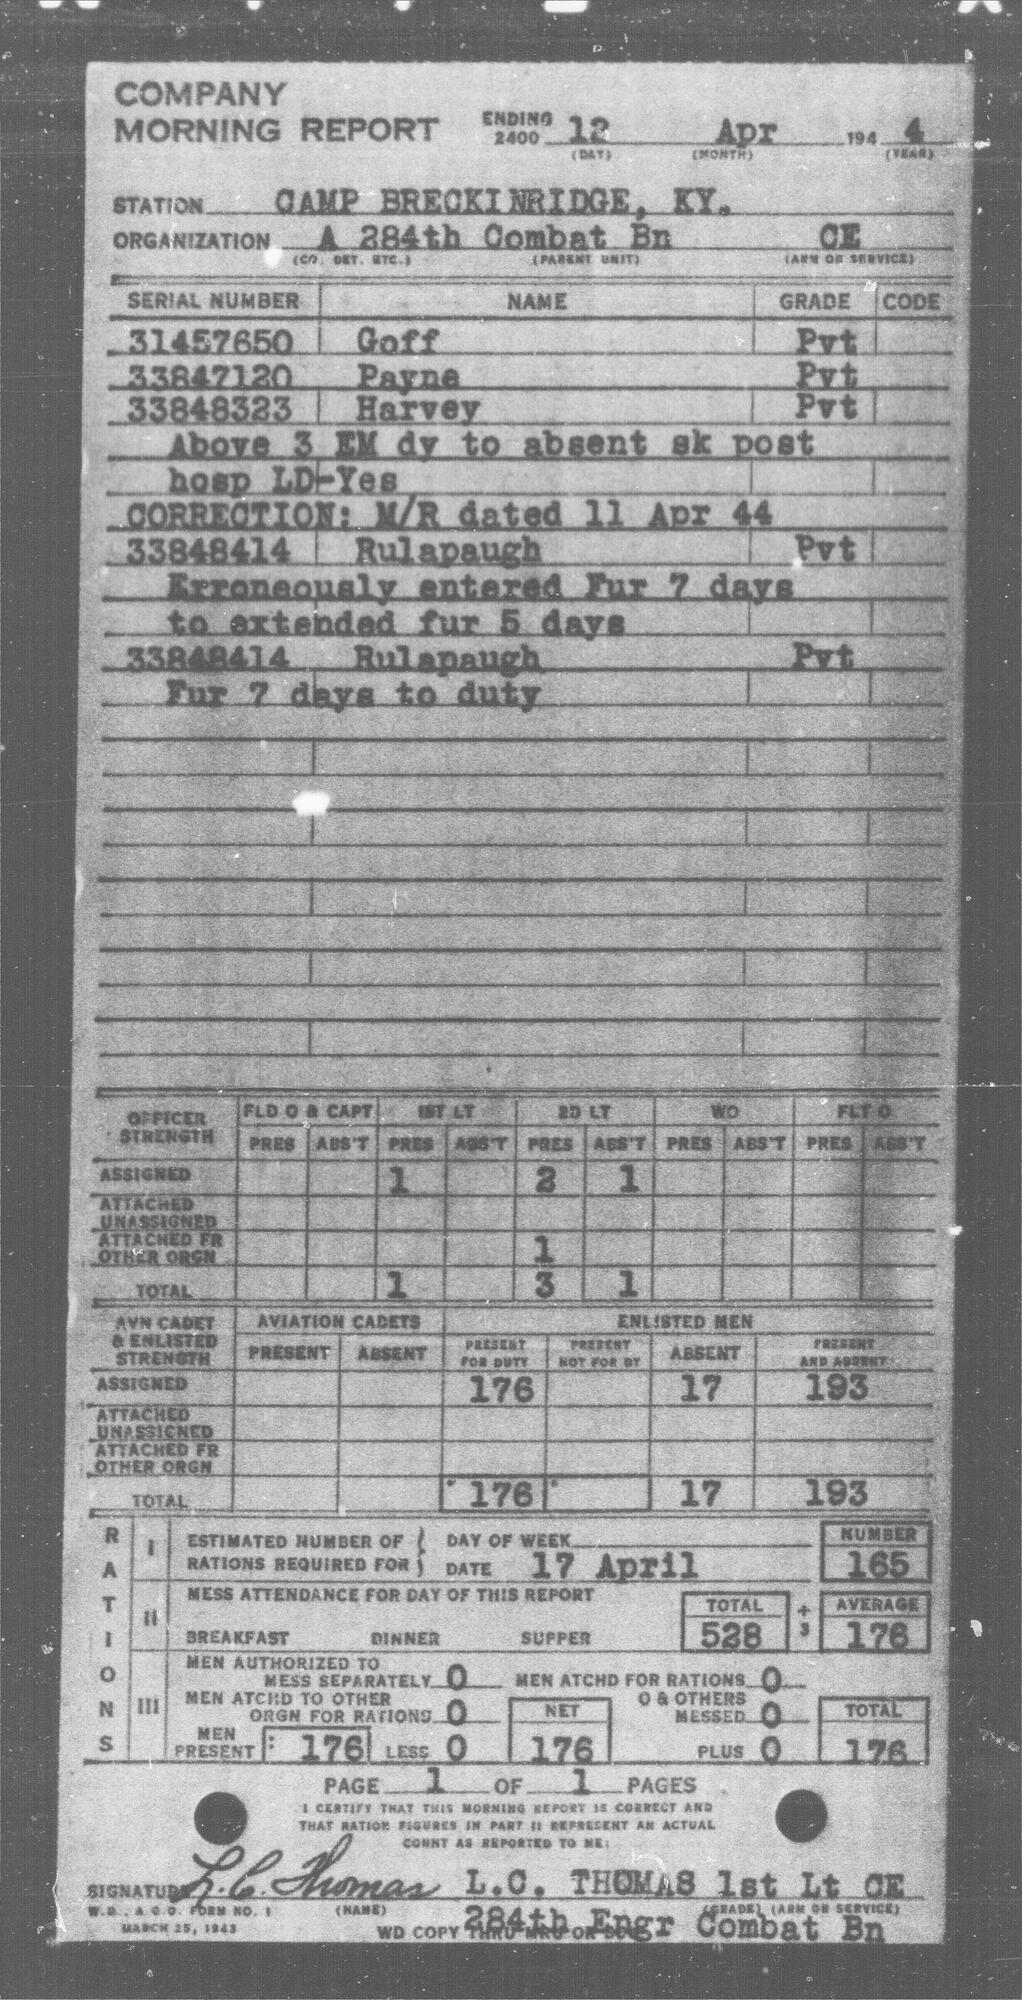 COMPANY
MORNING REPORT ENDING 2400 12 Apr 194 4
(DAY) (MONTH) (YEAR)
STATION CAMP BRECKINRIDGE, KY.
ORGANIZATION A 284th Combat Bn CE
(CO, DET, ETC.) (PARENT UNIT) (ARM OR SERVICE)
SERIAL NUMBER NAME GRADE CODE
31457650 Goff Pvt
33847120 Payne Pvt
33848323 Harvey Pvt
Above 3 EM dy to absent sk post
hosp LD-Yes
CORRECTION: M/R dated 11 Apr 44
33848414 Rulapaugh Pvt
Erroneously entered Fur 7 days
to extended fur 5 days
33848414 Rulapaugh Pvt
Fur 7 days to duty
OFFICER STRENGTH FLD O & CAPT 1ST LT 2D LT WO FLT O
PRES ABS'T PRES ABS'T PRES ABS'T PRES ABS'T PRES ABS'T
ASSIGNED 1 2 1
ATTACHED UNASSIGNED
ATTACHED FR OTHER ORGN 1
TOTAL 1 3 1
AVN CADET & ENLISTED STRENGTH AVIATION CADETS ENLISTED MEN
PRESENT ABSENT PRESENT FOR DUTY PRESENT NOT FOR DY ABSENT PRESENT AND ABSENT
ASSIGNED 176 17 193
ATTACHED UNASSIGNED
ATTACHED FR OTHER ORGN
TOTAL 176 17 193
RATIONS
I ESTIMATED NUMBER OF RATIONS REQUIRED FOR DAY OF WEEK NUMBER
DATE 17 April 165
II MESS ATTENDANCE FOR DAY OF THIS REPORT TOTAL ÷ 3 AVERAGE
BREAKFAST DINNER SUPPER 528 176
III MEN AUTHORIZED TO MESS SEPARATELY 0 MEN ATCHD FOR RATIONS 0
MEN ATCHD TO OTHER ORGN FOR RATIONS 0 NET O & OTHERS MESSED 0 TOTAL
MEN PRESENT 176 LESS 0 176 PLUS 0 176
PAGE 1 OF 1 PAGES
I CERTIFY THAT THIS MORNING REPORT IS CORRECT AND
THAT RATION FIGURES IN PART II REPRESENT AN ACTUAL
COUNT AS REPORTED TO ME:
SIGNATURE L. C. Thomas L.C. THOMAS 1st Lt CE
W.D., A.G.O. FORM NO. 1 (NAME) (GRADE) (ARM OR SERVICE)
MARCH 25, 1943 284th Engr Combat Bn
WD COPY THRU MRU OR